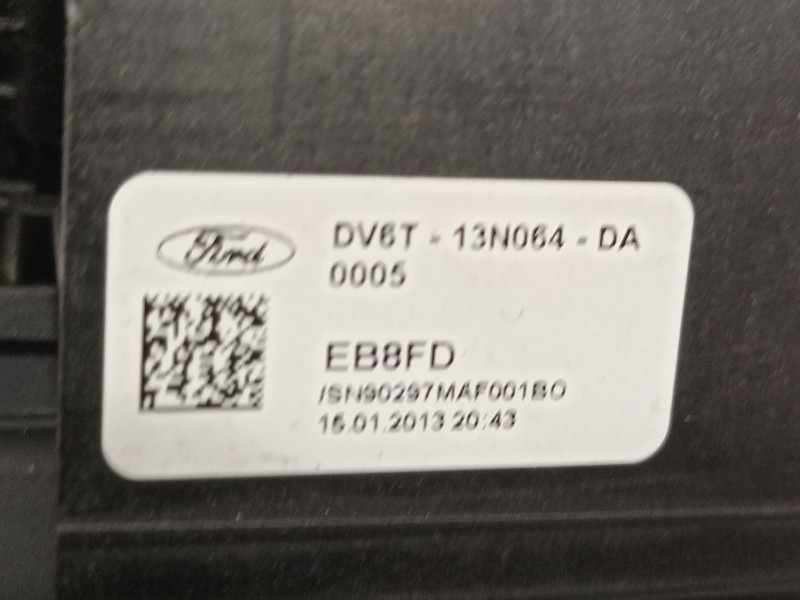 Ford
DV6T - 13N064 - DA
0005
EB8FD
/SN90297MAF001BO
15.01.2013 20:43